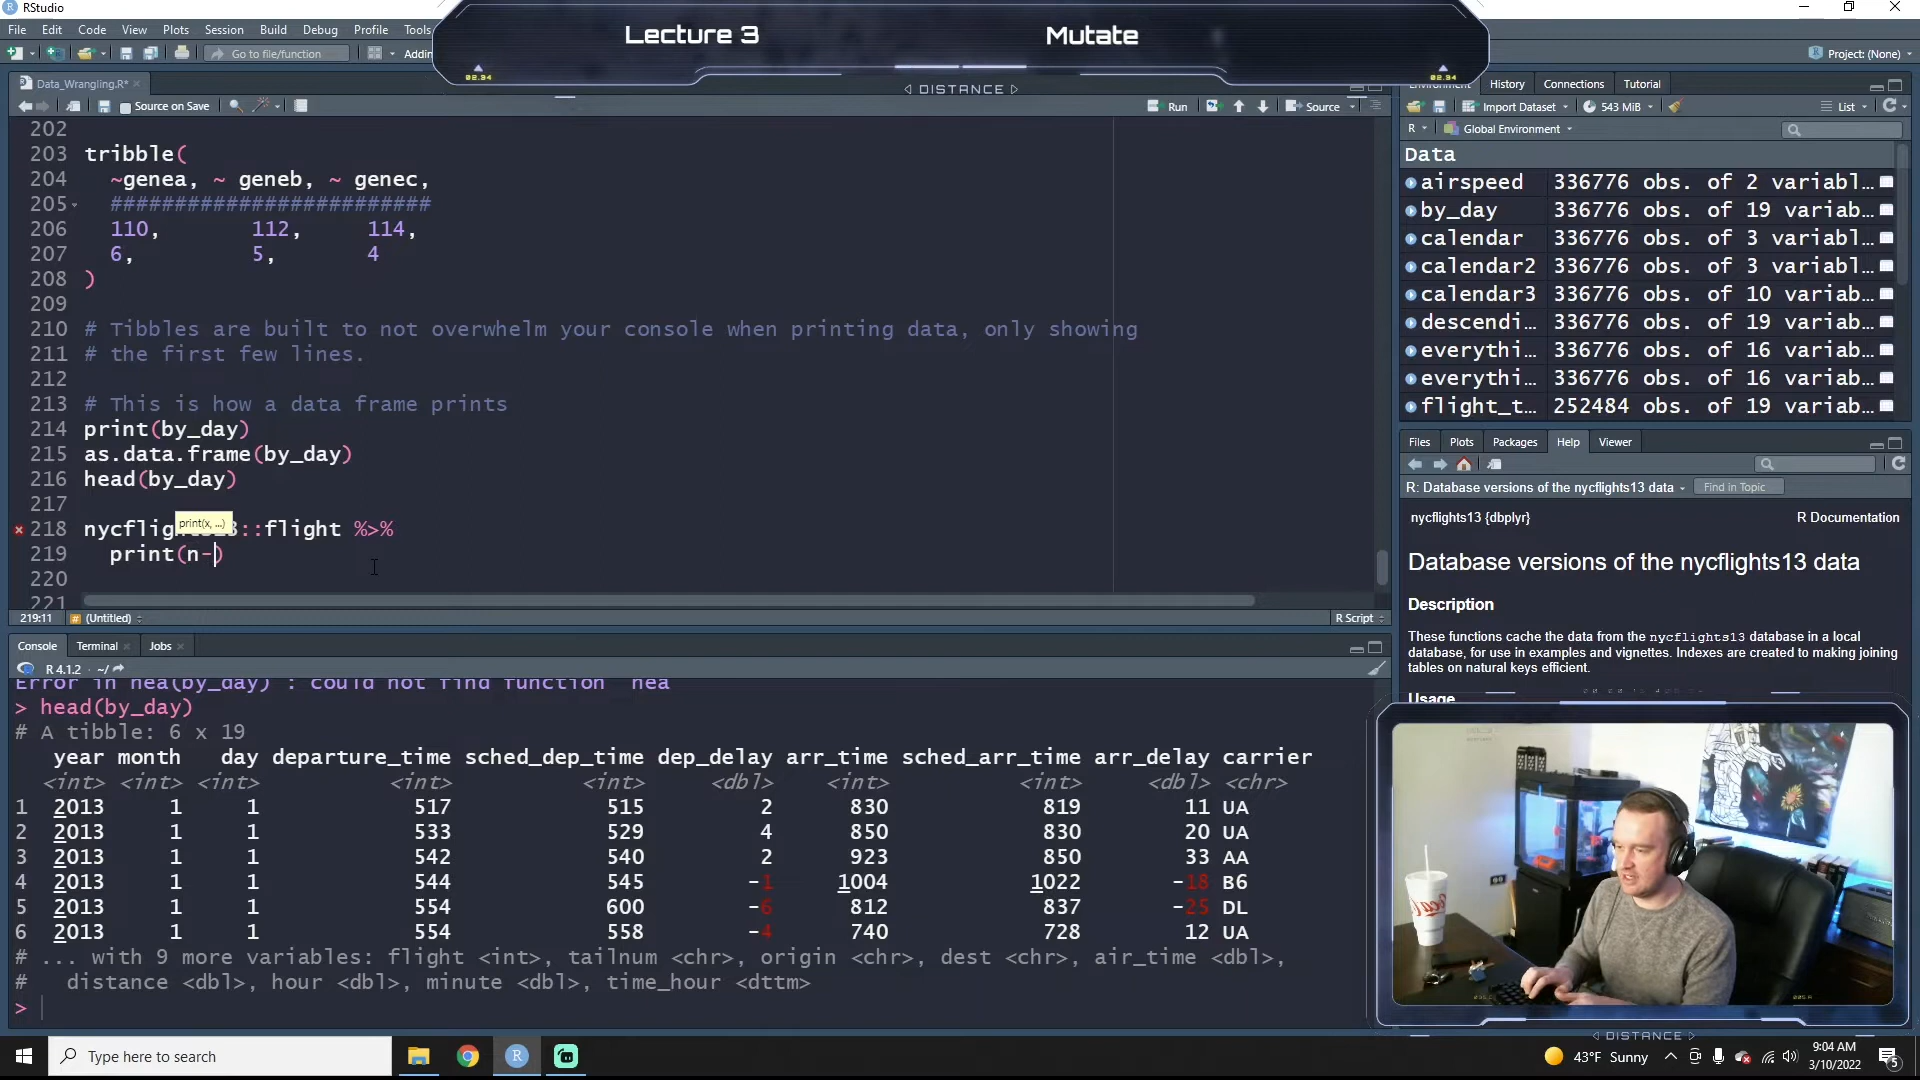 RStudio
File Edit Code View Plots Session Build Debug Profile Tools
Lecture 3 Mutate
02.94 02.94
DISTANCE
Go to file/function Addin
Project: (None)
Data_Wrangling.R*
Source on Save Run Source
202
203 tribble(
204 ~genea, ~ geneb, ~ genec,
205 #########################
206 110, 112, 114,
207 6, 5, 4
208 )
209
210 # Tibbles are built to not overwhelm your console when printing data, only showing
211 # the first few lines.
212
213 # This is how a data frame prints
214 print(by_day)
215 as.data.frame(by_day)
216 head(by_day)
217
print(x, ...)
218 nycflights13::flight %>%
219 print(n-)
220
221
219:11 (Untitled) R Script
Console Terminal Jobs
R 4.1.2 · ~/
Error in hea(by_day) : could not find function hea
> head(by_day)
# A tibble: 6 x 19
year month day departure_time sched_dep_time dep_delay arr_time sched_arr_time arr_delay carrier
<int> <int> <int> <int> <int> <dbl> <int> <int> <dbl> <chr>
1 2013 1 1 517 515 2 830 819 11 UA
2 2013 1 1 533 529 4 850 830 20 UA
3 2013 1 1 542 540 2 923 850 33 AA
4 2013 1 1 544 545 -1 1004 1022 -18 B6
5 2013 1 1 554 600 -6 812 837 -25 DL
6 2013 1 1 554 558 -4 740 728 12 UA
# ... with 9 more variables: flight <int>, tailnum <chr>, origin <chr>, dest <chr>, air_time <dbl>,
# distance <dbl>, hour <dbl>, minute <dbl>, time_hour <dttm>
>
Environment History Connections Tutorial
Import Dataset 543 MiB List
R Global Environment
Data
airspeed 336776 obs. of 2 variabl...
by_day 336776 obs. of 19 variab...
calendar 336776 obs. of 3 variabl...
calendar2 336776 obs. of 3 variabl...
calendar3 336776 obs. of 10 variab...
descendi... 336776 obs. of 19 variab...
everythi... 336776 obs. of 16 variab...
everythi... 336776 obs. of 16 variab...
flight_t... 252484 obs. of 19 variab...
Files Plots Packages Help Viewer
R: Database versions of the nycflights13 data Find in Topic
nycflights13 {dbplyr} R Documentation
Database versions of the nycflights13 data
Description
These functions cache the data from the nycflights13 database in a local
database, for use in examples and vignettes. Indexes are created to making joining
tables on natural keys efficient.
Usage
DISTANCE
Type here to search
43°F Sunny
9:04 AM
3/10/2022
5